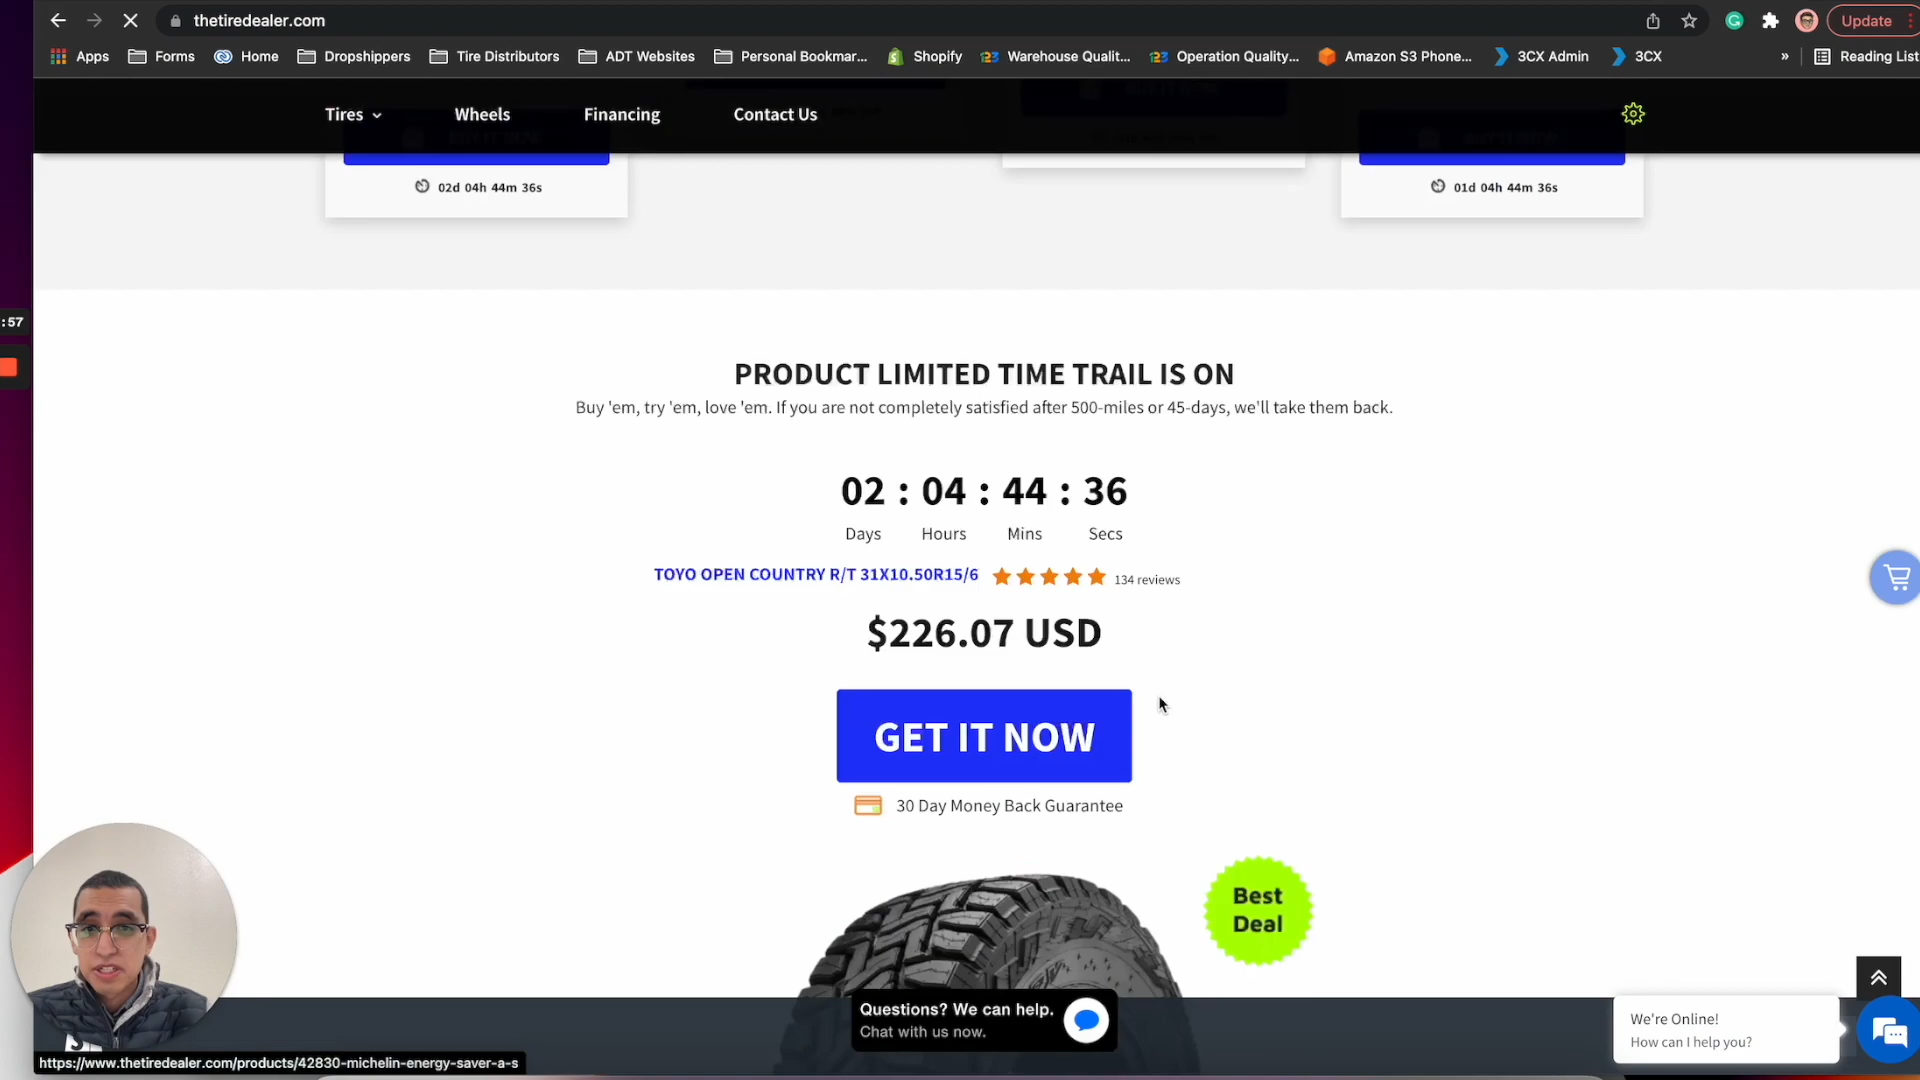 thetiredealer.com
Update
Apps
Forms
Home
Dropshippers
Tire Distributors
ADT Websites
Personal Bookmar...
Shopify
123 Warehouse Qualit...
123 Operation Quality...
Amazon S3 Phone...
3CX Admin
3CX
»
Reading List
Tires
Wheels
Financing
Contact Us
02d 04h 44m 36s
01d 04h 44m 36s
:57
PRODUCT LIMITED TIME TRAIL IS ON
Buy 'em, try 'em, love 'em. If you are not completely satisfied after 500-miles or 45-days, we'll take them back.
02 : 04 : 44 : 36
Days Hours Mins Secs
TOYO OPEN COUNTRY R/T 31X10.50R15/6
134 reviews
$226.07 USD
GET IT NOW
30 Day Money Back Guarantee
Best
Deal
Questions? We can help.
Chat with us now.
We're Online!
How can I help you?
https://www.thetiredealer.com/products/42830-michelin-energy-saver-a-s